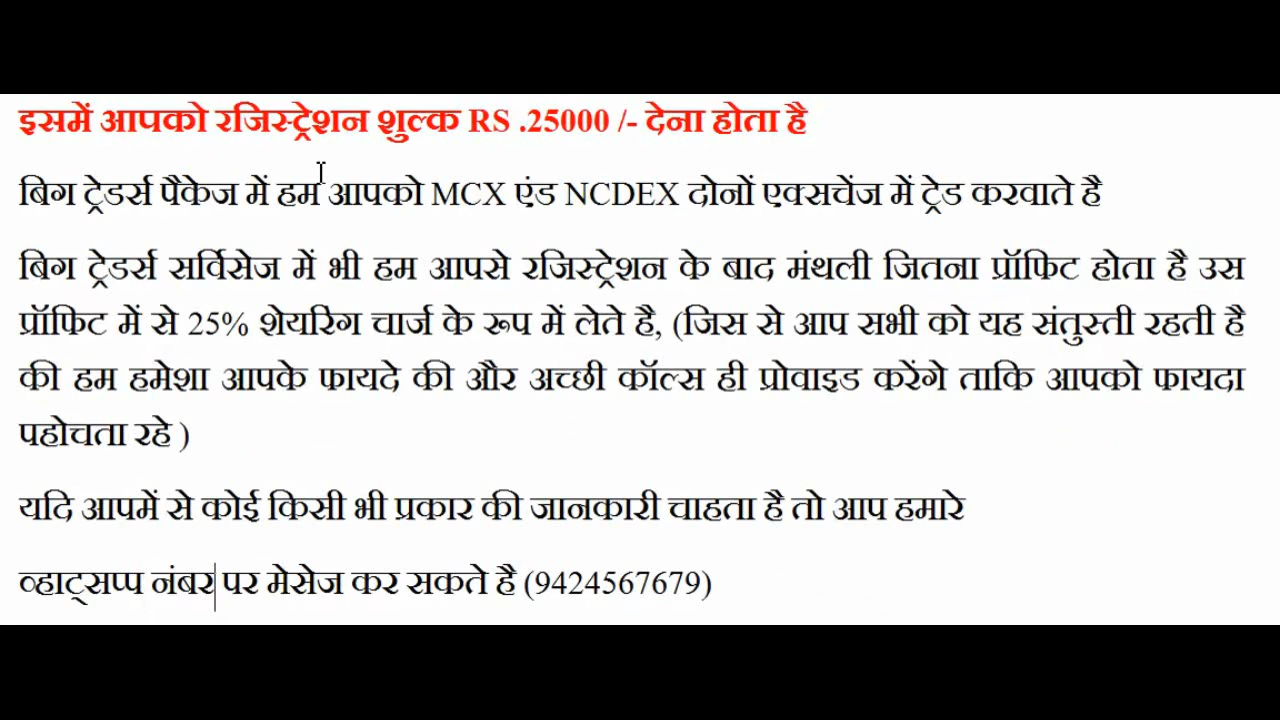 इसमें आपको रजिस्ट्रेशन शुल्क RS .25000 /- देना होता है
बिग ट्रेडर्स पैकेज में हम आपको MCX एंड NCDEX दोनों एक्सचेंज में ट्रेड करवाते है
बिग ट्रेडर्स सर्विसेज में भी हम आपसे रजिस्ट्रेशन के बाद मंथली जितना प्रॉफिट होता है उस
प्रॉफिट में से 25% शेयरिंग चार्ज के रूप में लेते है, (जिस से आप सभी को यह संतुस्ती रहती है
की हम हमेशा आपके फायदे की और अच्छी कॉल्स ही प्रोवाइड करेंगे ताकि आपको फायदा
पहोचता रहे )
यदि आपमें से कोई किसी भी प्रकार की जानकारी चाहता है तो आप हमारे
व्हाट्सप्प नंबर पर मेसेज कर सकते है (9424567679)